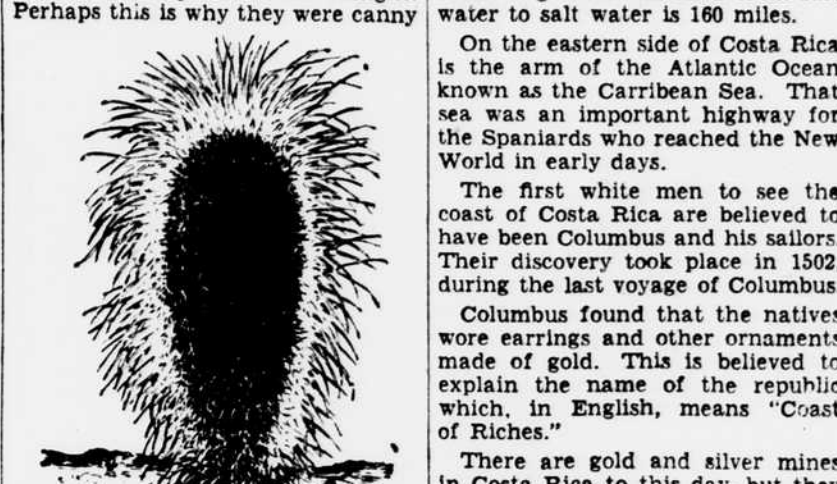 Perhaps this is why they were canny
water to salt water is 160 miles.
On the eastern side of Costa Rica
is the arm of the Atlantic Ocean
known as the Carribean Sea. That
sea was an important highway for
the Spaniards who reached the New
World in early days.
The first white men to see the
coast of Costa Rica are believed to
have been Columbus and his sailors.
Their discovery took place in 1502
during the last voyage of Columbus
Columbus found that the natives
wore earrings and other ornaments
made of gold. This is believed to
explain the name of the republic
which, in English, means "Coast
of Riches."
There are gold and silver mines
in Costa Rica to this day, but they